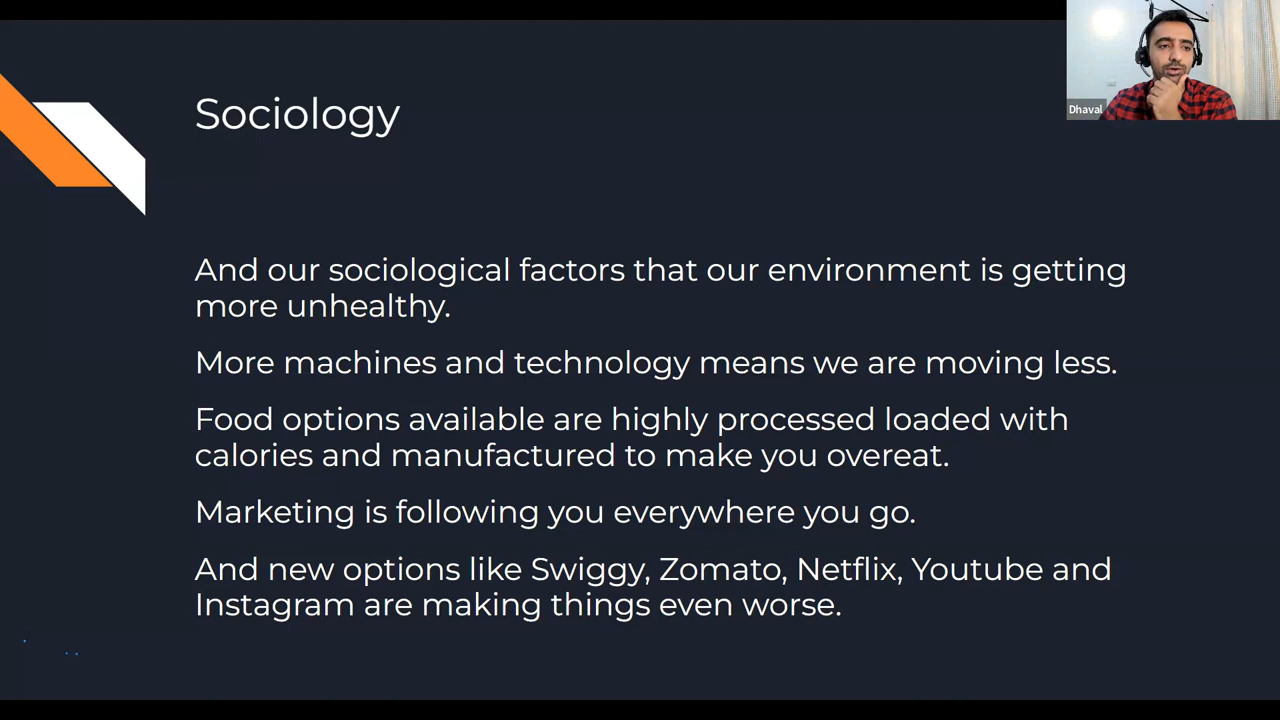 Dhaval
Sociology
And our sociological factors that our environment is getting
more unhealthy.
More machines and technology means we are moving less.
Food options available are highly processed loaded with
calories and manufactured to make you overeat.
Marketing is following you everywhere you go.
And new options like Swiggy, Zomato, Netflix, Youtube and
Instagram are making things even worse.